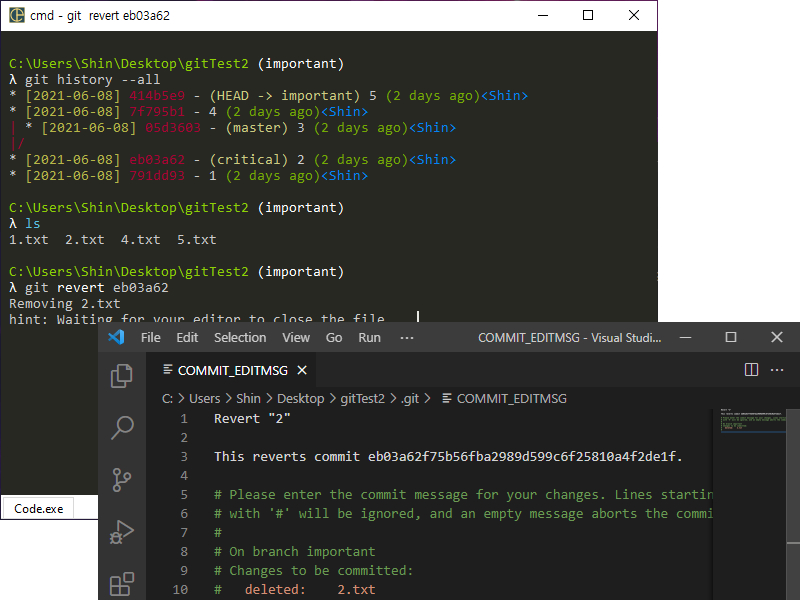 cmd - git  revert eb03a62
C:\Users\Shin\Desktop\gitTest2 (important)
λ git history --all
* [2021-06-08] 414b5e9 - (HEAD -> important) 5 (2 days ago)<Shin>
* [2021-06-08] 7f795b1 - 4 (2 days ago)<Shin>
| * [2021-06-08] 05d3603 - (master) 3 (2 days ago)<Shin>
|/
* [2021-06-08] eb03a62 - (critical) 2 (2 days ago)<Shin>
* [2021-06-08] 791dd93 - 1 (2 days ago)<Shin>
C:\Users\Shin\Desktop\gitTest2 (important)
λ ls
1.txt  2.txt  4.txt  5.txt
C:\Users\Shin\Desktop\gitTest2 (important)
λ git revert eb03a62
Removing 2.txt
hint: Waiting for your editor to close the file...
Code.exe
File Edit Selection View Go Run ··· COMMIT_EDITMSG - Visual Studi...
COMMIT_EDITMSG
C: > Users > Shin > Desktop > gitTest2 > .git > COMMIT_EDITMSG
1 Revert "2"
2
3 This reverts commit eb03a62f75b56fba2989d599c6f25810a4f2de1f.
4
5 # Please enter the commit message for your changes. Lines startin
6 # with '#' will be ignored, and an empty message aborts the commi
7 #
8 # On branch important
9 # Changes to be committed:
10 #   deleted:    2.txt